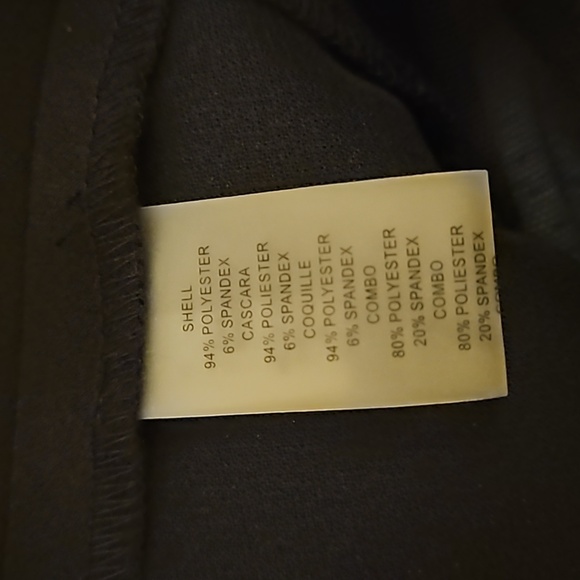 SHELL
94% POLYESTER
6% SPANDEX
CASCARA
94% POLIESTER
6% SPANDEX
COQUILLE
94% POLYESTER
6% SPANDEX
COMBO
80% POLYESTER
20% SPANDEX
COMBO
80% POLIESTER
20% SPANDEX
COMBO